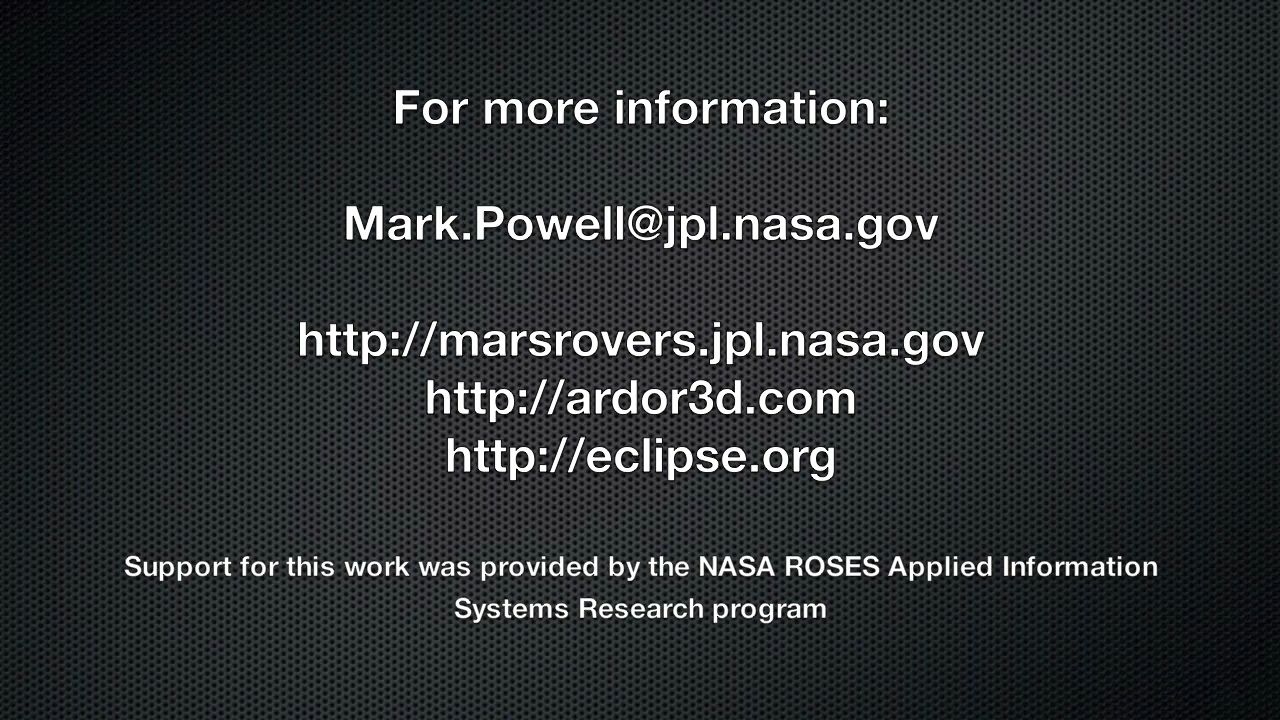 For more information:
Mark.Powell@jpl.nasa.gov
http://marsrovers.jpl.nasa.gov
http://ardor3d.com
http://eclipse.org
Support for this work was provided by the NASA ROSES Applied Information
Systems Research program